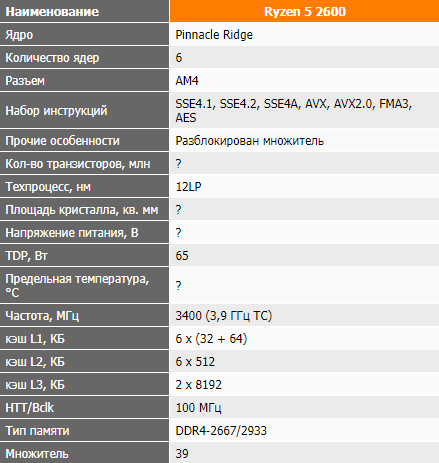 Наименование Ryzen 5 2600
Ядро Pinnacle Ridge
Количество ядер 6
Разъем AM4
Набор инструкций SSE4.1, SSE4.2, SSE4A, AVX, AVX2.0, FMA3,
AES
Прочие особенности Разблокирован множитель
Кол-во транзисторов, млн ?
Техпроцесс, нм 12LP
Площадь кристалла, кв. мм ?
Напряжение питания, В ?
TDP, Вт 65
Предельная температура,
°C ?
Частота, МГц 3400 (3,9 ГГц TC)
кэш L1, КБ 6 x (32 + 64)
кэш L2, КБ 6 x 512
кэш L3, КБ 2 x 8192
HTT/Bclk 100 МГц
Тип памяти DDR4-2667/2933
Множитель 39